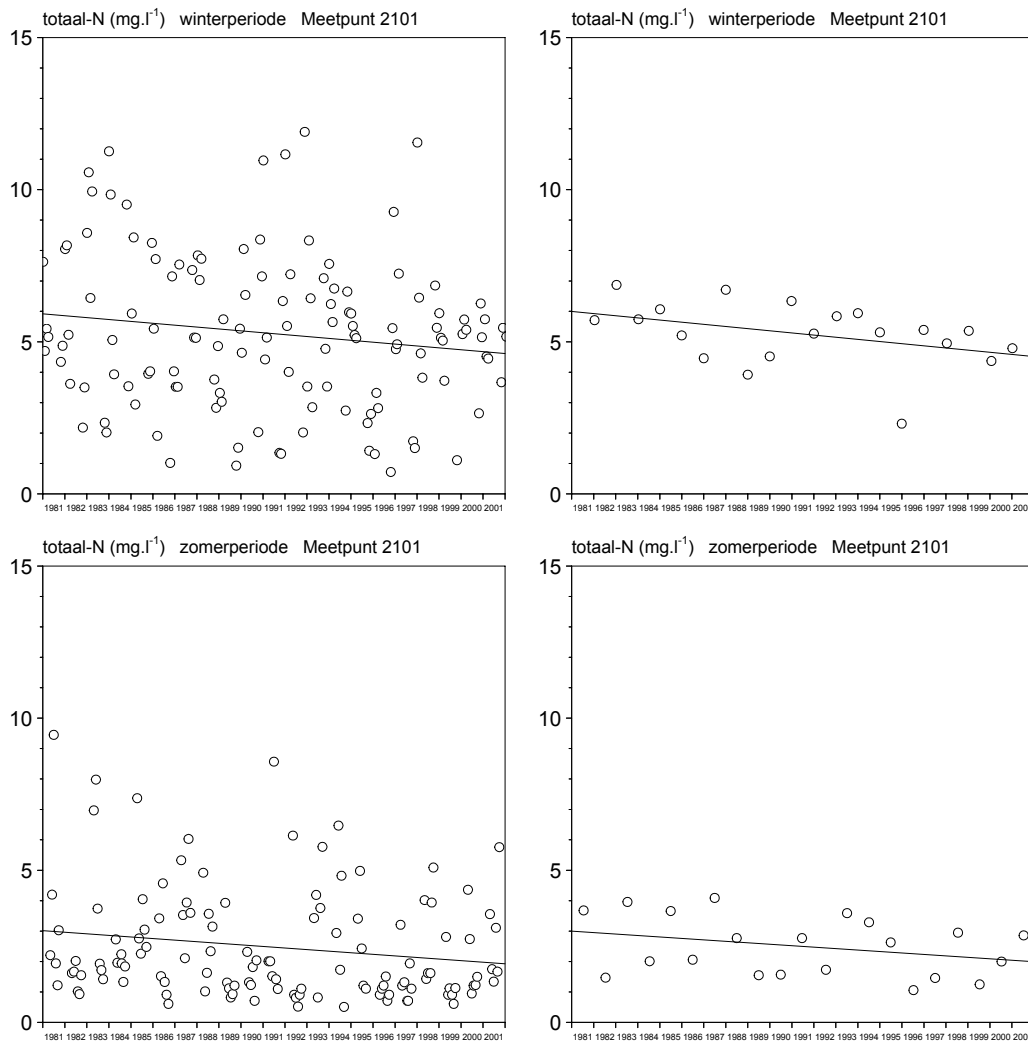 totaal-N (mg.l⁻¹) winterperiode Meetpunt 2101
15
10
5
0
1981 1982 1983 1984 1985 1986 1987 1988 1989 1990 1991 1992 1993 1994 1995 1996 1998 1999 2000 2001
totaal-N (mg.l⁻¹) winterperiode Meetpunt 2101
15
10
5
0
1981 1982 1983 1984 1985 1986 1987 1988 1989 1990 1991 1992 1993 1994 1995 1996 1997 1998 1999 2000 200
totaal-N (mg.l⁻¹) zomerperiode Meetpunt 2101
15
10
5
0
1981 1982 1983 1984 1985 1986 1987 1988 1989 1990 1991 1992 1993 1994 1995 1996 1997 1998 1999 2000 2001
totaal-N (mg.l⁻¹) zomerperiode Meetpunt 2101
15
10
5
0
1981 1982 1983 1984 1985 1986 1987 1988 1989 1990 1991 1992 1993 1994 1995 1996 1997 1998 1999 2000 200